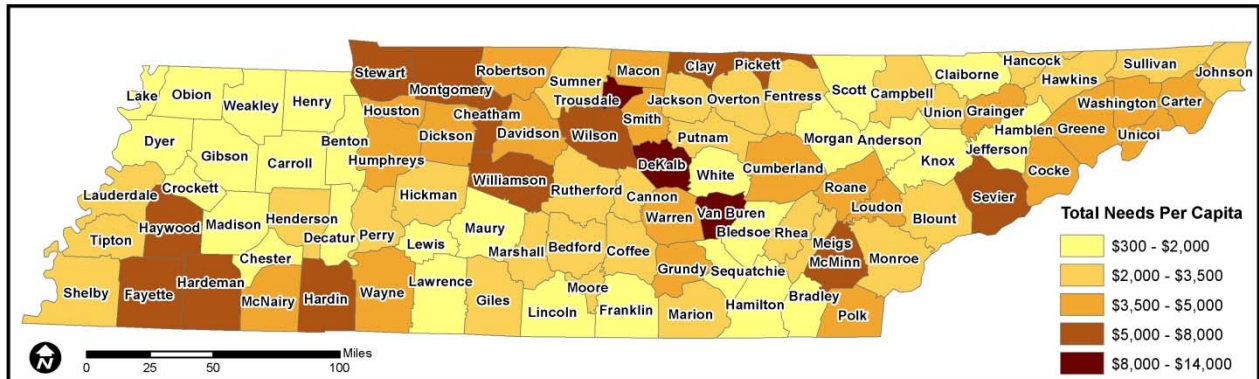 Stewart
Montgomery
Robertson
Sumner
Macon
Clay
Pickett
Scott
Claiborne
Hancock
Hawkins
Sullivan
Johnson
Lake
Obion
Weakley
Henry
Houston
Cheatham
Trousdale
Jackson
Overton
Fentress
Campbell
Union
Grainger
Washington
Carter
Dyer
Gibson
Carroll
Benton
Humphreys
Dickson
Davidson
Wilson
Smith
Putnam
Morgan
Anderson
Hamblen
Jefferson
Greene
Unicoi
Lauderdale
Crockett
Madison
Henderson
Decatur
Perry
Hickman
Williamson
Rutherford
DeKalb
Cannon
White
Cumberland
Roane
Loudon
Knox
Blount
Sevier
Cocke
Tipton
Haywood
Chester
Lewis
Maury
Marshall
Bedford
Coffee
Warren
Van Buren
Bledsoe
Rhea
Meigs
McMinn
Monroe
Shelby
Fayette
Hardeman
McNairy
Hardin
Wayne
Lawrence
Giles
Moore
Lincoln
Franklin
Grundy
Sequatchie
Marion
Hamilton
Bradley
Polk
Total Needs Per Capita
$300 - $2,000
$2,000 - $3,500
$3,500 - $5,000
$5,000 - $8,000
$8,000 - $14,000
N
Miles
0 25 50 100